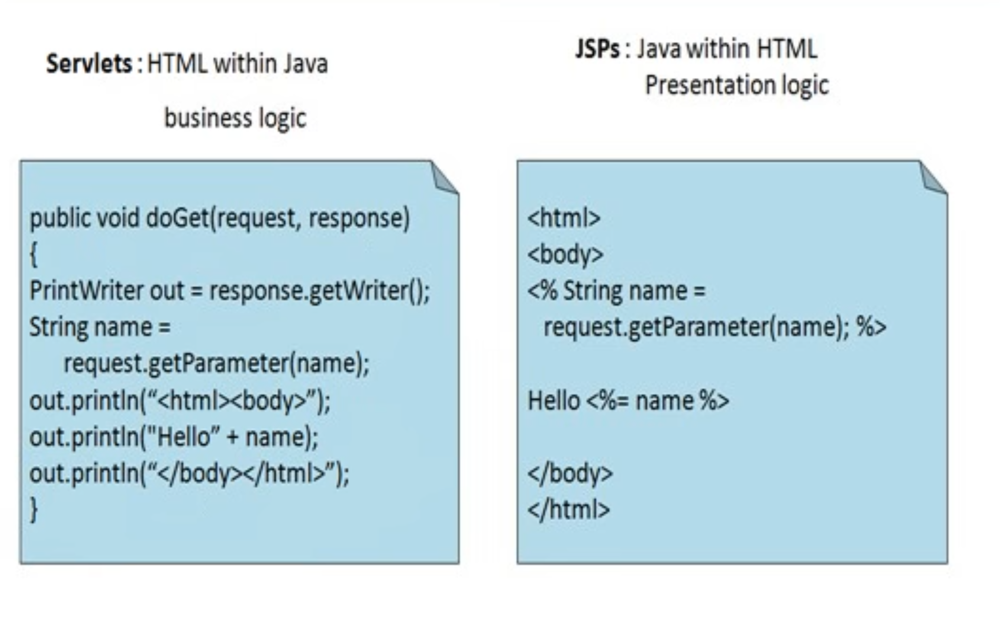 Servlets : HTML within Java
business logic
public void doGet(request, response)
{
PrintWriter out = response.getWriter();
String name =
request.getParameter(name);
out.println(“<html><body>”);
out.println("Hello” + name);
out.println(“</body></html>”);
}
JSPs : Java within HTML
Presentation logic
<html>
<body>
<% String name =
request.getParameter(name); %>
Hello <%= name %>
</body>
</html>